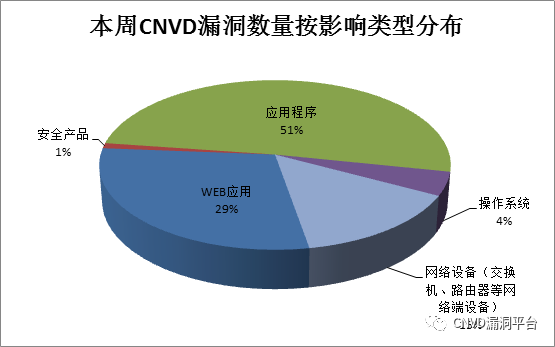 本周CNVD漏洞数量按影响类型分布
应用程序
51%
安全产品
1%
WEB应用
29%
操作系统
4%
网络设备（交换
机、路由器等网
络端设备）
CNVD漏洞平台